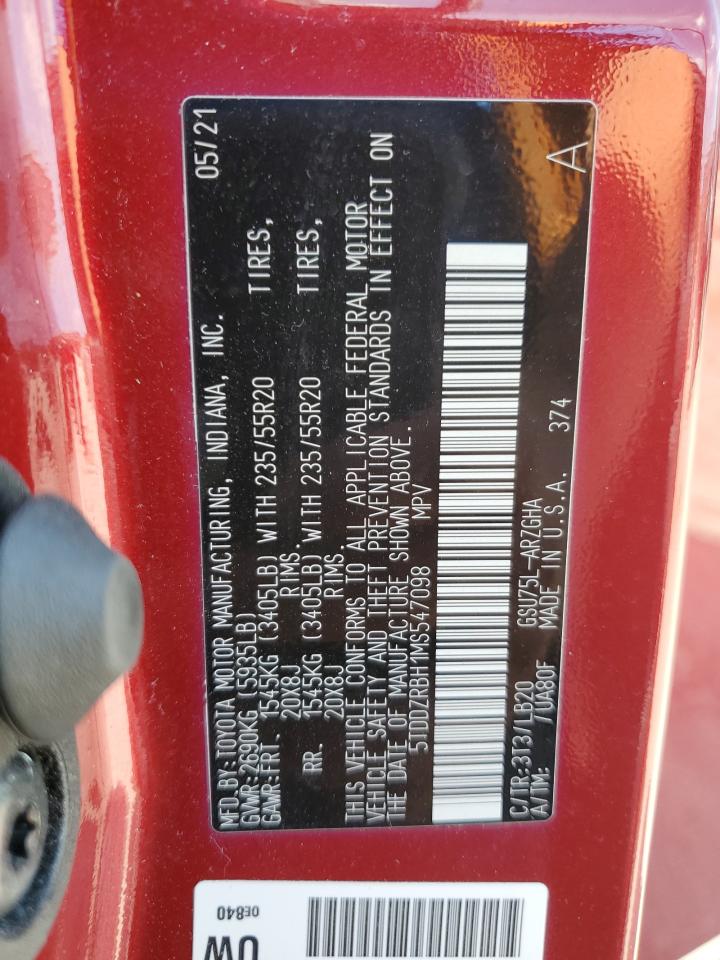 MFD.BY:TOYOTA MOTOR MANUFACTURING, INDIANA, INC. 05/21
GVWR:2690KG (5935LB)
GAWR:FRT. 1545KG (3405LB) WITH 235/55R20 TIRES,
20X8J RIMS.
RR. 1545KG (3405LB) WITH 235/55R20 TIRES,
20X8J RIMS.
THIS VEHICLE CONFORMS TO ALL APPLICABLE FEDERAL MOTOR
VEHICLE SAFETY AND THEFT PREVENTION STANDARDS IN EFFECT ON
THE DATE OF MANUFACTURE SHOWN ABOVE.
5TDDZRBH1MS547098 MPV
C/TR:3T3/LB20 GSU75L-ARZGHA
A/TM: /UA80F MADE IN U.S.A. 374 A
0E840
UW